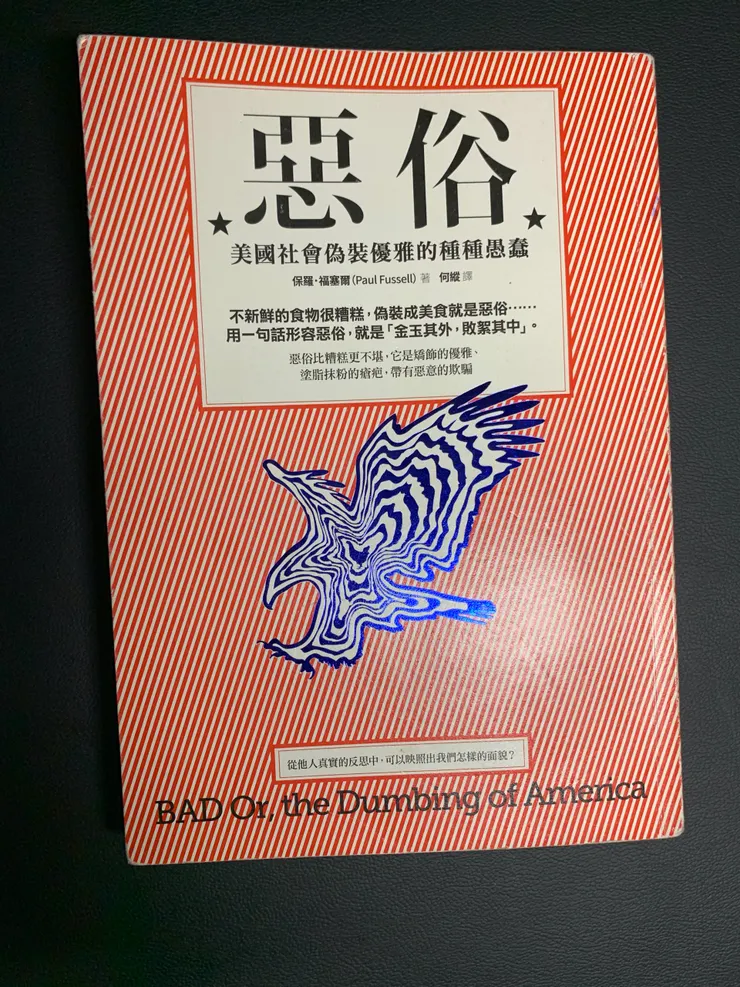 惡俗
美國社會偽裝優雅的種種愚蠢
保羅·福塞爾(Paul Fussell) 著 何縱 譯
不新鮮的食物很糟糕,偽裝成美食就是惡俗……
用一句話形容惡俗,就是「金玉其外,敗絮其中」。
惡俗比糟糕更不堪,它是矯飾的優雅、
塗脂抹粉的瘡疤,帶有惡意的欺騙
從他人真實的反思中,可以映照出我們怎樣的面貌?
BAD Or, the Dumbing of America